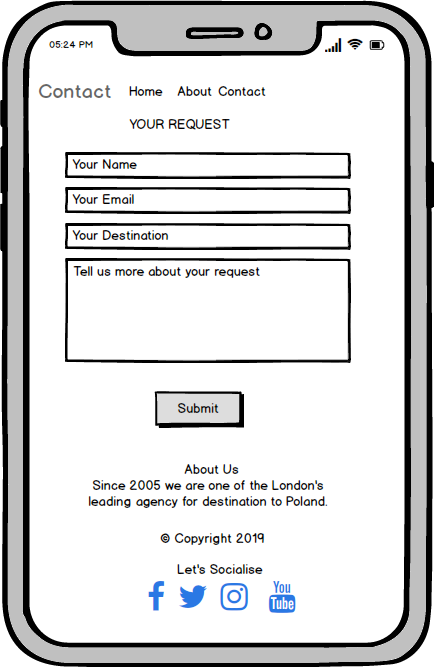 05:24 PM
Contact Home About Contact
YOUR REQUEST
Your Name
Your Email
Your Destination
Tell us more about your request
Submit
About Us
Since 2005 we are one of the London's
leading agency for destination to Poland.
© Copyright 2019
Let's Socialise
You
Tube